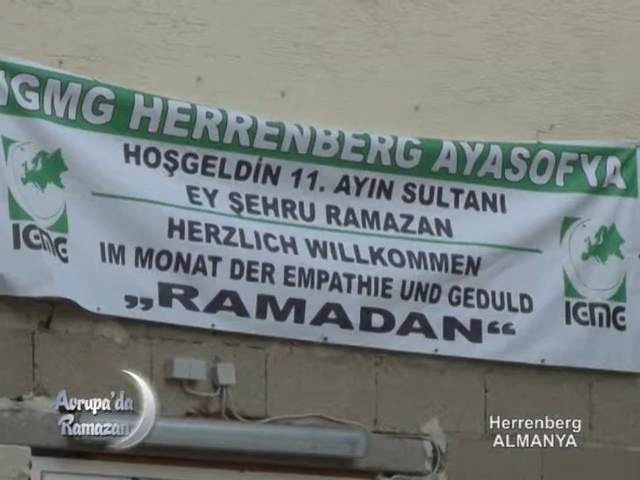 IGMG HERRENBERG AYASOFYA
HOŞGELDİN 11. AYIN SULTANI
EY ŞEHRU RAMAZAN
HERZLICH WILLKOMMEN
IM MONAT DER EMPATHIE UND GEDULD
„RAMADAN“
IGMG
IGMG
Avrupa'da
Ramazan
Herrenberg
ALMANYA